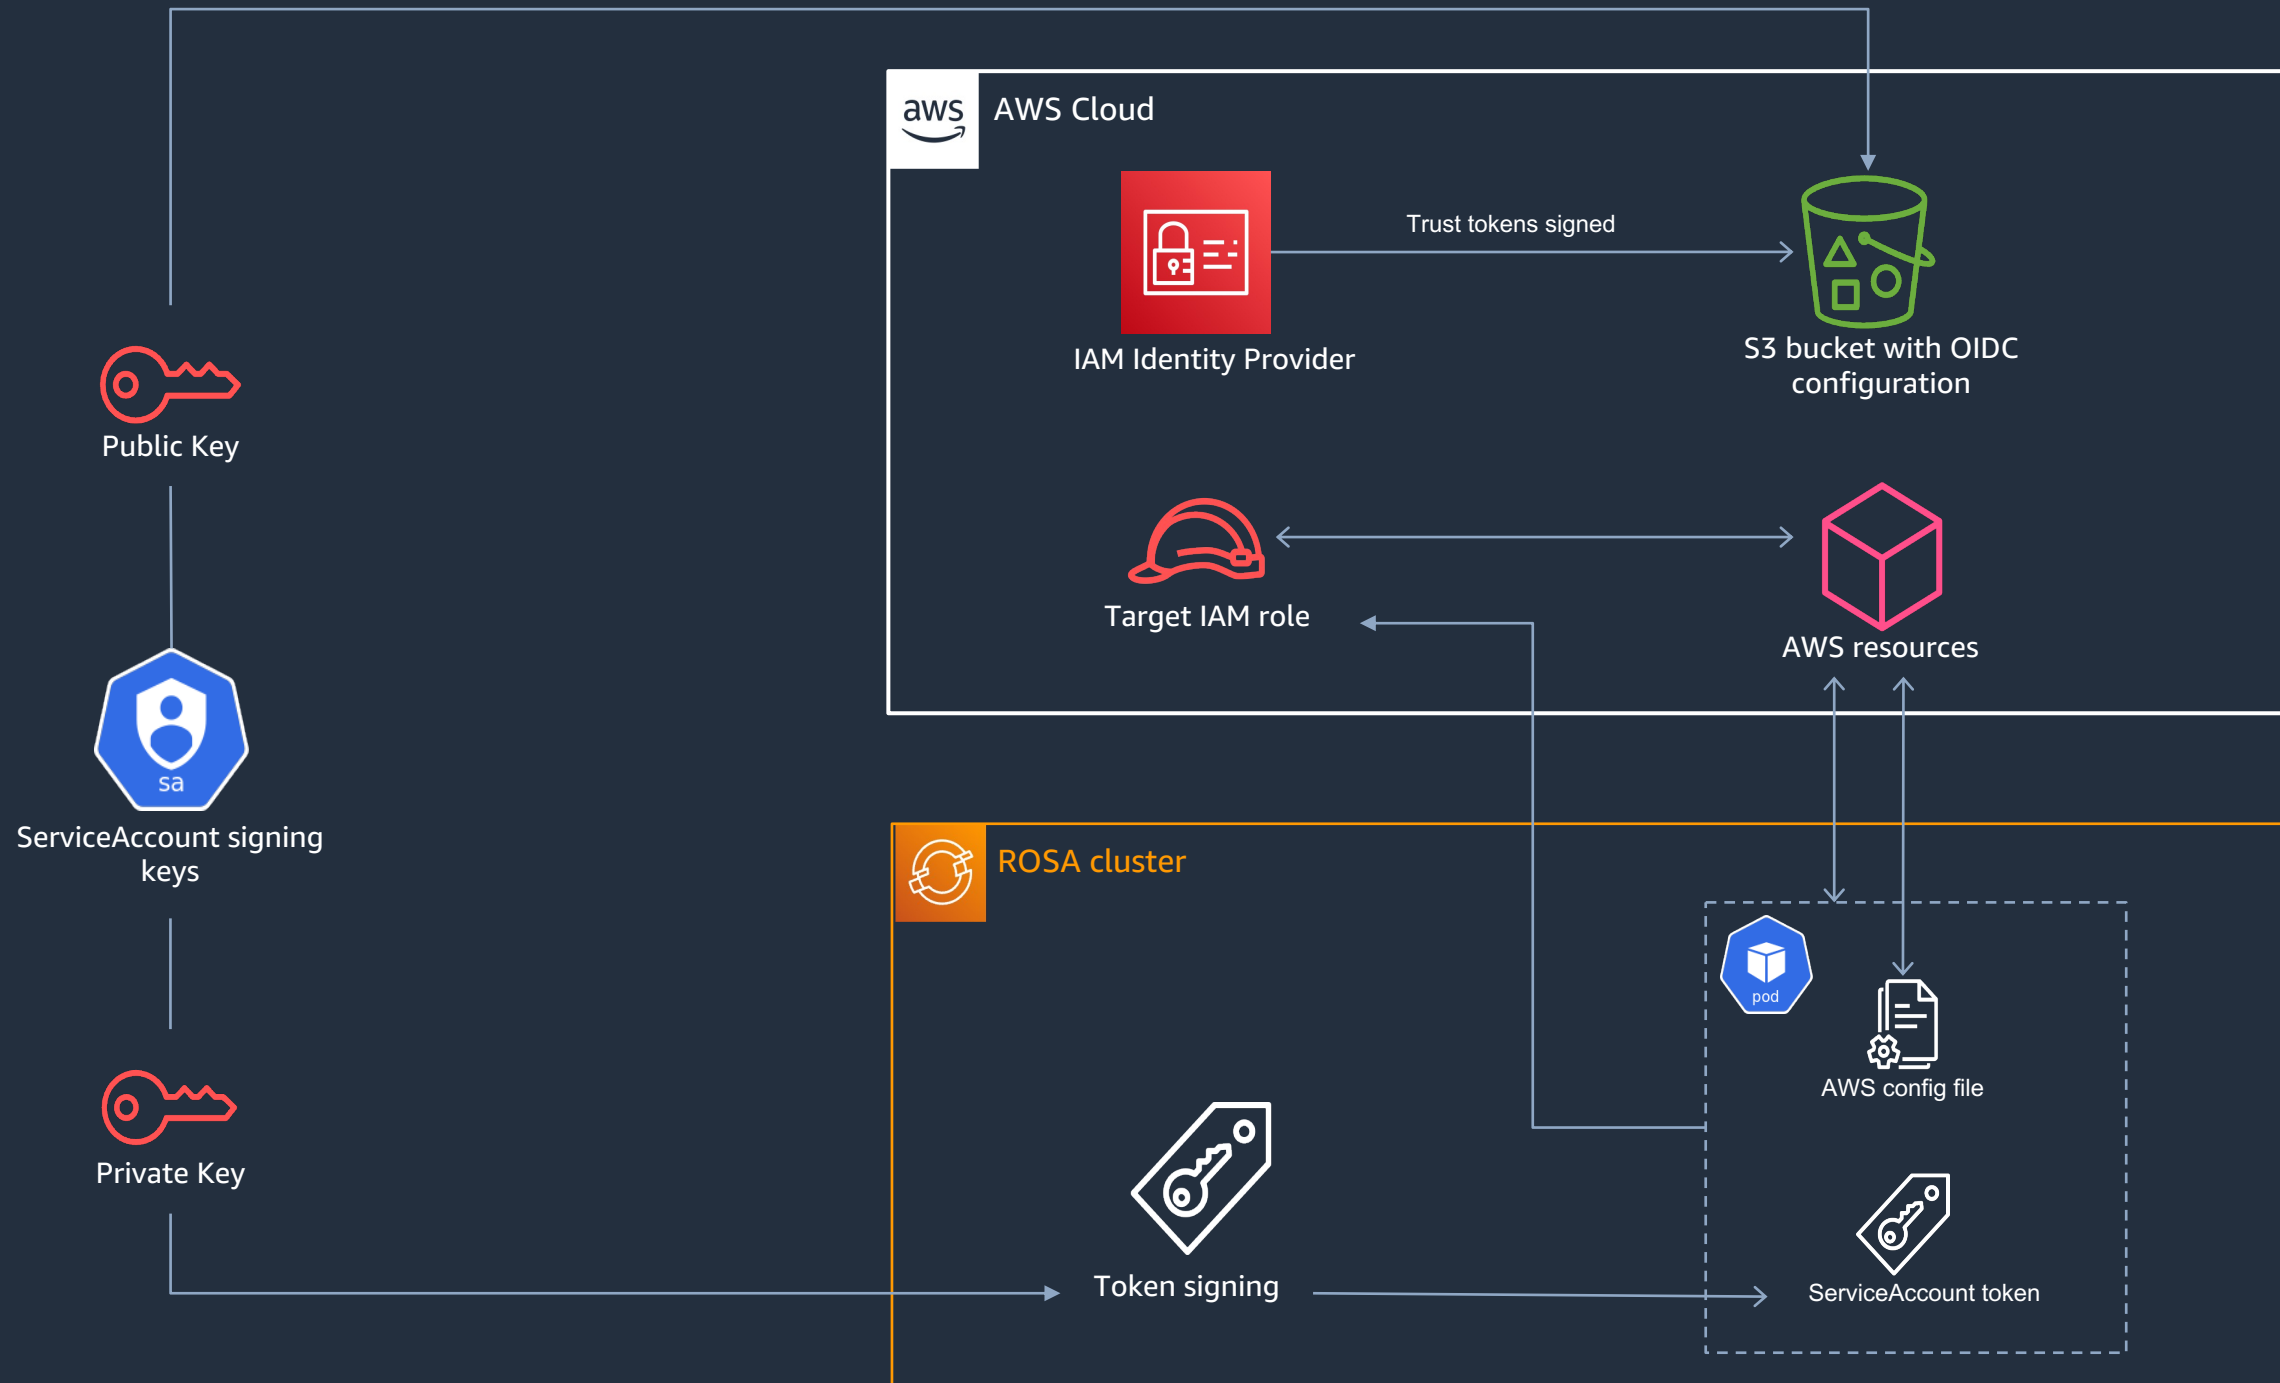 aws
AWS Cloud
Trust tokens signed
IAM Identity Provider
S3 bucket with OIDC
configuration
Public Key
Target IAM role
AWS resources
sa
ServiceAccount signing
keys
ROSA cluster
pod
AWS config file
Private Key
Token signing
ServiceAccount token